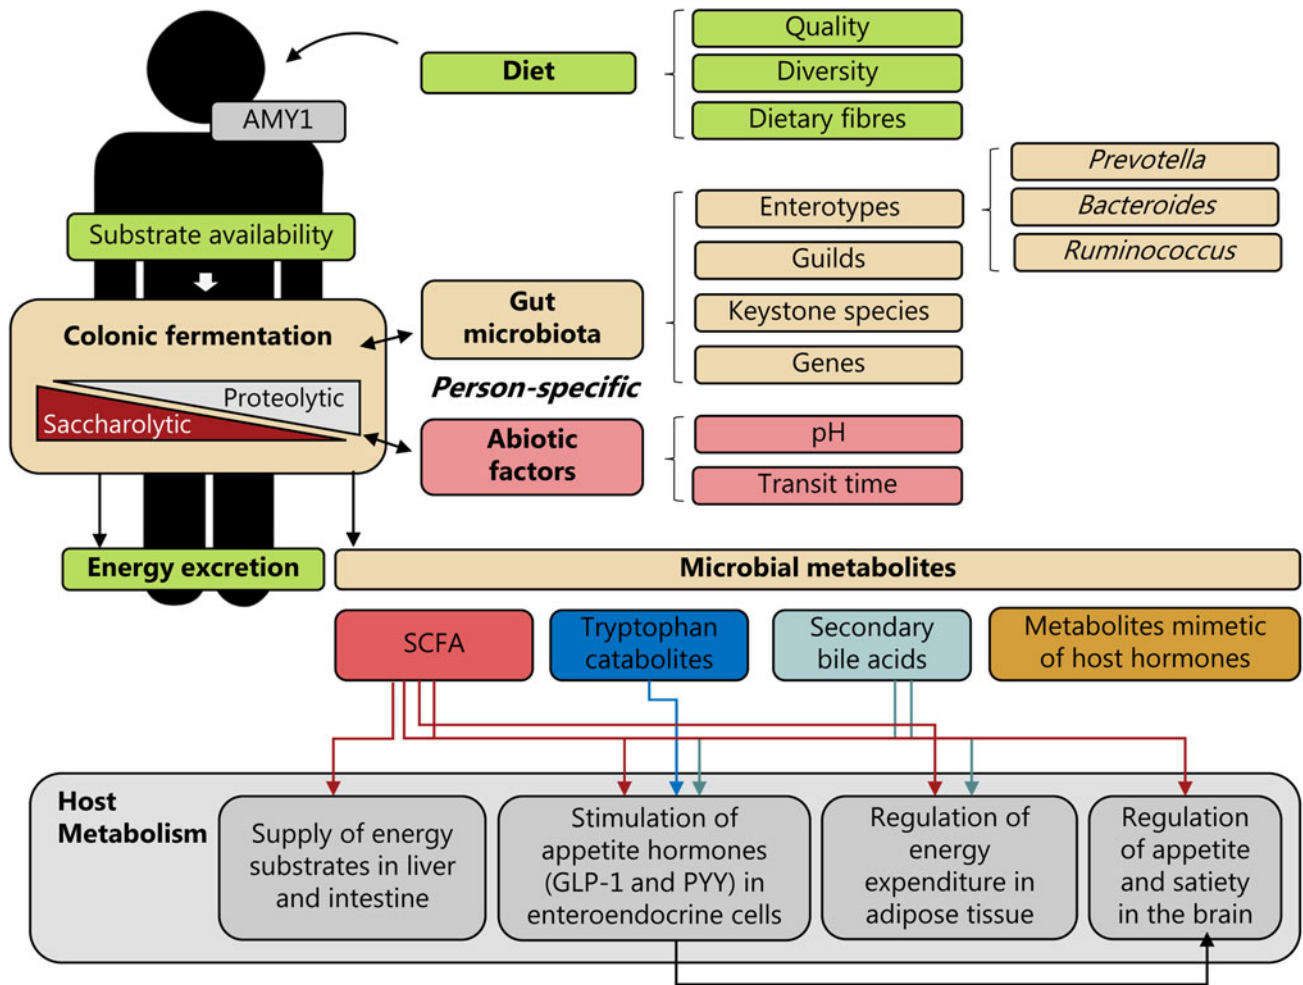 Diet
Quality
Diversity
Dietary fibres
AMY1
Substrate availability
Colonic fermentation
Proteolytic
Saccharolytic
Gut
microbiota
Person-specific
Abiotic
factors
Enterotypes
Guilds
Keystone species
Genes
Prevotella
Bacteroides
Ruminococcus
pH
Transit time
Energy excretion
Microbial metabolites
SCFA
Tryptophan
catabolites
Secondary
bile acids
Metabolites mimetic
of host hormones
Host
Metabolism
Supply of energy
substrates in liver
and intestine
Stimulation of
appetite hormones
(GLP-1 and PYY) in
enteroendocrine cells
Regulation of
energy
expenditure in
adipose tissue
Regulation
of appetite
and satiety
in the brain